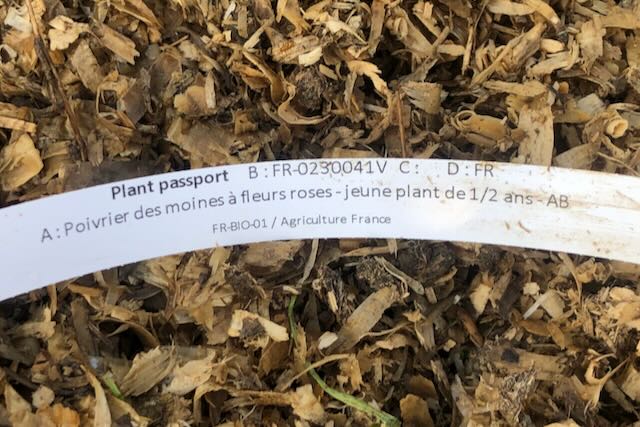 Plant passport B : FR-0230041V C : D : FR
A : Poivrier des moines à fleurs roses - jeune plant de 1/2 ans - AB
FR-BIO-01 / Agriculture France